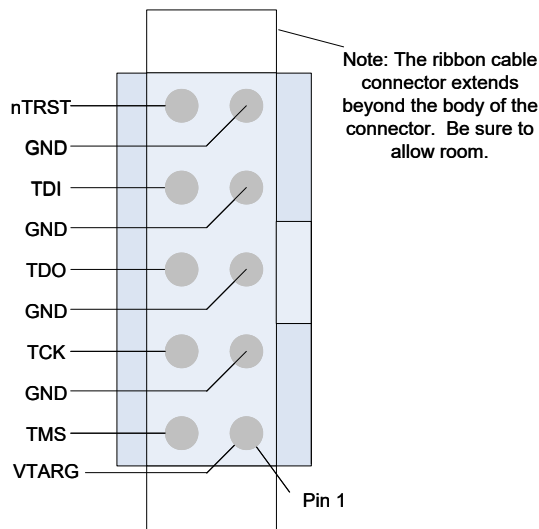 Note: The ribbon cable
connector extends
beyond the body of the
connector. Be sure to
allow room.
nTRST
GND
TDI
GND
TDO
GND
TCK
GND
TMS
VTARG
Pin 1